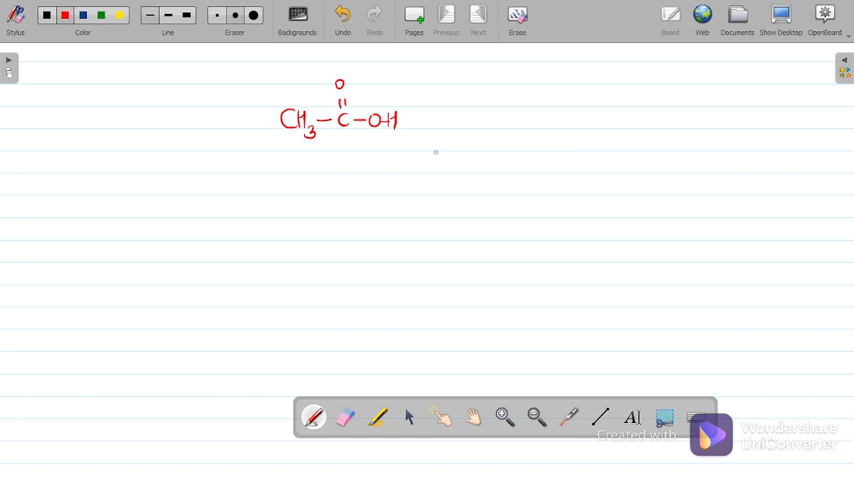 Stylus
Color
Line
Eraser
Backgrounds
Undo
Redo
Pages
Previous
Next
Erase
Board
Web
Documents
Show Desktop
OpenBoard
O
||
CH3 – C – OH
Created with
Wondershare
UniConverter